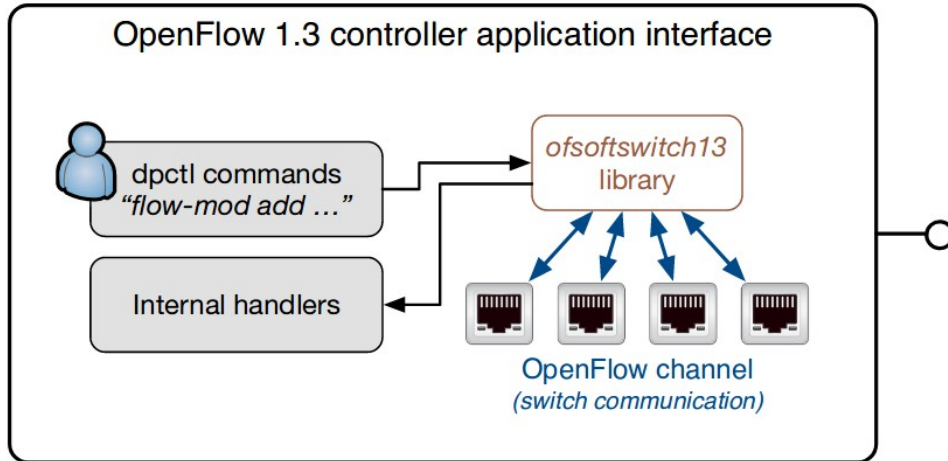 OpenFlow 1.3 controller application interface
dpctl commands
“flow-mod add ...”
Internal handlers
ofsoftswitch13
library
OpenFlow channel
(switch communication)